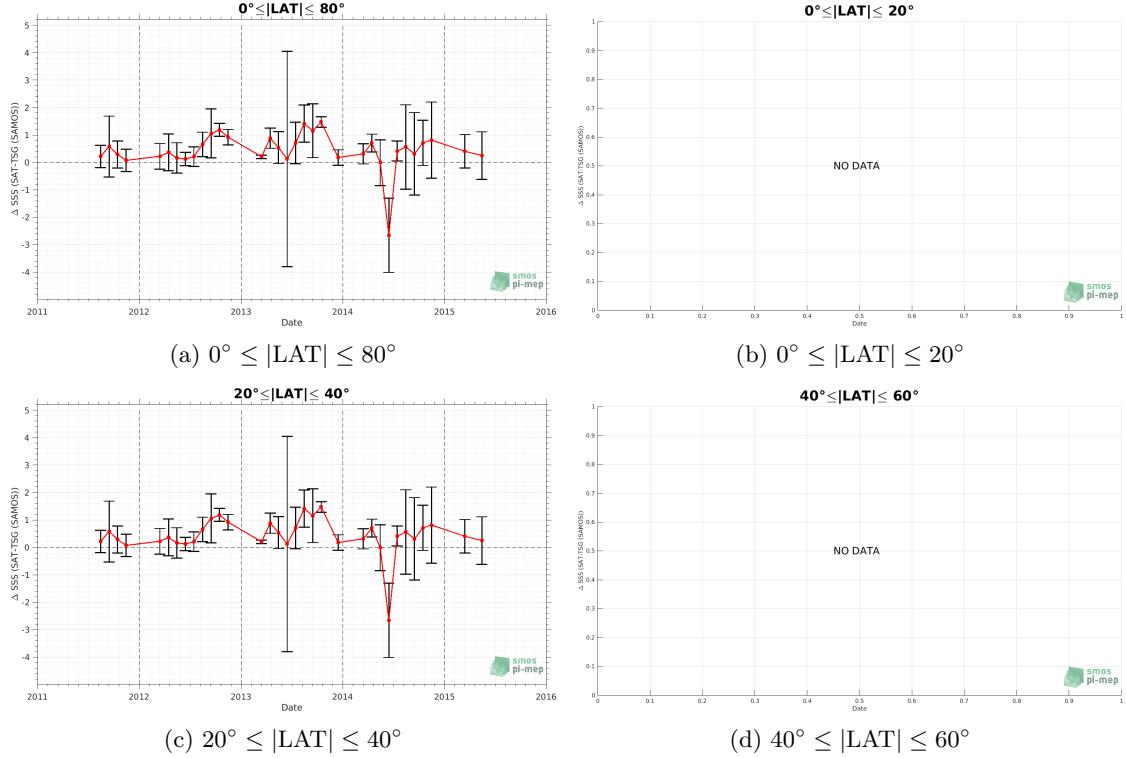 0°≤|LAT|≤ 80°
5
4
3
2
1
0
-1
-2
-3
-4
Δ SSS (SAT-TSG (SAMOS))
2011 2012 2013 2014 2015 2016
Date
smos
pi-mep
(a) 0° ≤ |LAT| ≤ 80°
0°≤|LAT|≤ 20°
1
0.9
0.8
0.7
0.6
0.5
0.4
0.3
0.2
0.1
0
Δ SSS (SAT-TSG (SAMOS))
NO DATA
0 0.1 0.2 0.3 0.4 0.5 0.6 0.7 0.8 0.9 1
Date
smos
pi-mep
(b) 0° ≤ |LAT| ≤ 20°
20°≤|LAT|≤ 40°
5
4
3
2
1
0
-1
-2
-3
-4
Δ SSS (SAT-TSG (SAMOS))
2011 2012 2013 2014 2015 2016
Date
smos
pi-mep
(c) 20° ≤ |LAT| ≤ 40°
40°≤|LAT|≤ 60°
1
0.9
0.8
0.7
0.6
0.5
0.4
0.3
0.2
0.1
0
Δ SSS (SAT-TSG (SAMOS))
NO DATA
0 0.1 0.2 0.3 0.4 0.5 0.6 0.7 0.8 0.9 1
Date
smos
pi-mep
(d) 40° ≤ |LAT| ≤ 60°